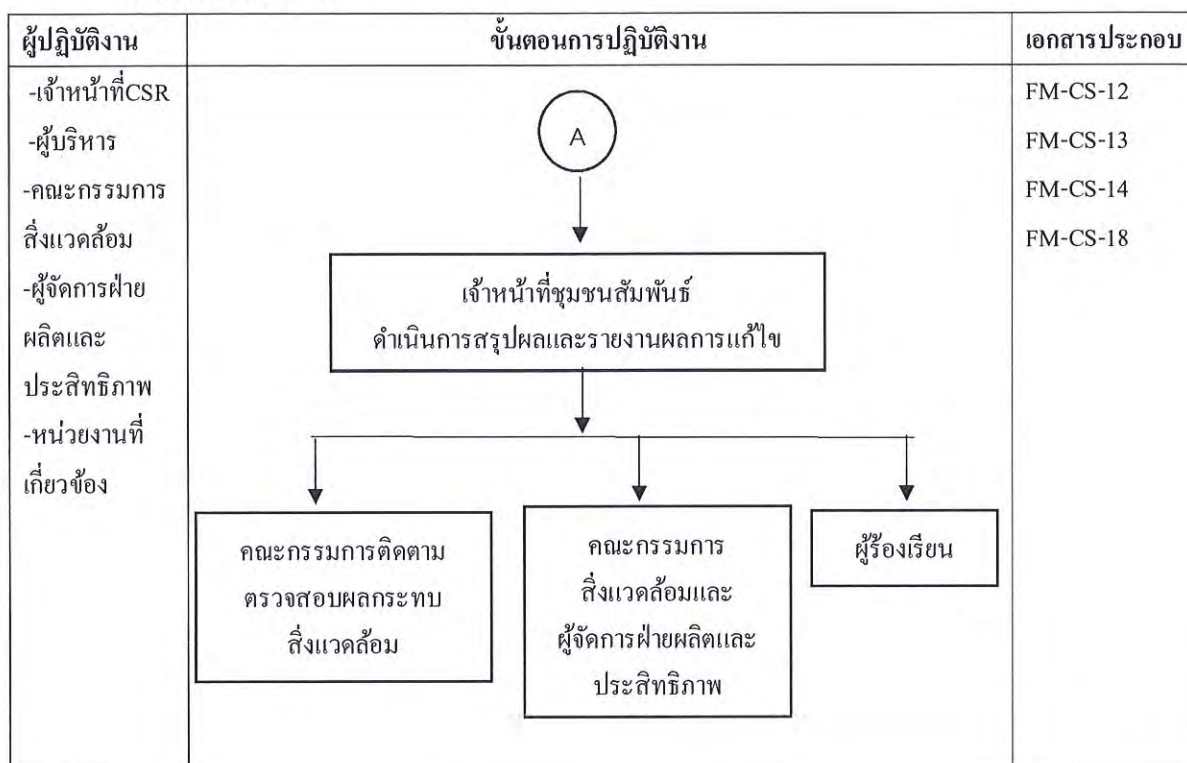 ผู้ปฏิบัติงาน
ขั้นตอนการปฏิบัติงาน
เอกสารประกอบ
-เจ้าหน้าที่CSR
-ผู้บริหาร
-คณะกรรมการ
สิ่งแวดล้อม
-ผู้จัดการฝ่าย
ผลิตและ
ประสิทธิภาพ
-หน่วยงานที่
เกี่ยวข้อง
A
เจ้าหน้าที่ชุมชนสัมพันธ์
ดำเนินการสรุปผลและรายงานผลการแก้ไข
คณะกรรมการติดตาม
ตรวจสอบผลกระทบ
สิ่งแวดล้อม
คณะกรรมการ
สิ่งแวดล้อมและ
ผู้จัดการฝ่ายผลิตและ
ประสิทธิภาพ
ผู้ร้องเรียน
FM-CS-12
FM-CS-13
FM-CS-14
FM-CS-18